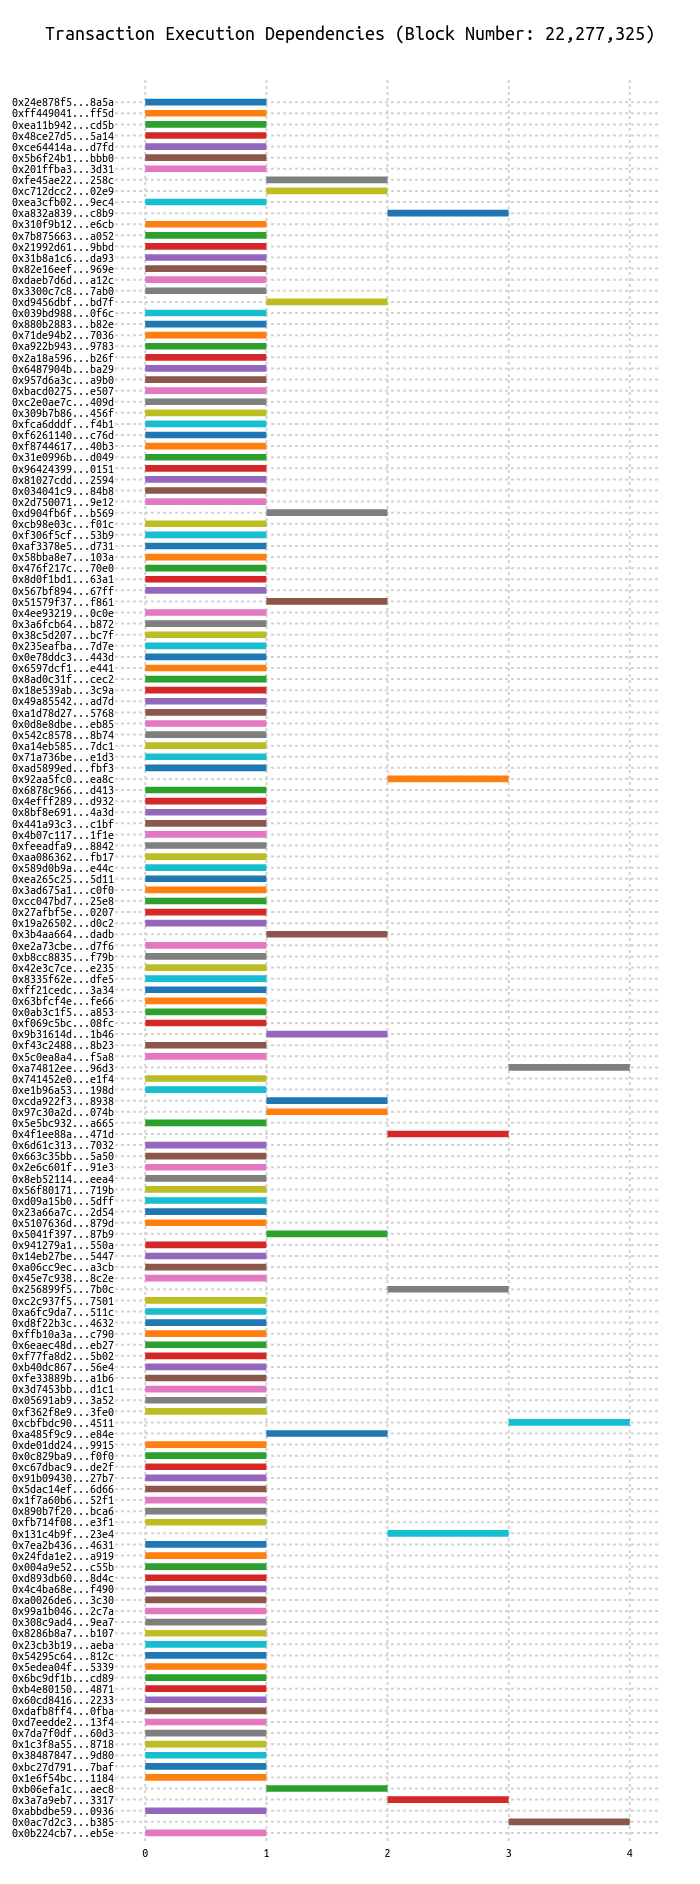 Transaction Execution Dependencies (Block Number: 22,277,325)
0x24e878f5...8a5a
0xff449041...ff5d
0xea11b942...cd5b
0x48ce27d5...5a14
0xce64414a...d7fd
0x5b6f24b1...bbb0
0x201ffba3...3d31
0xfe45ae22...258c
0xc712dcc2...02e9
0xea3cfb02...9ec4
0xa832a839...c8b9
0x310f9b12...e6cb
0x7b875663...a052
0x21992d61...9bbd
0x31b8a1c6...da93
0x82e16eef...969e
0xdaeb7d6d...a12c
0x3300c7c8...7ab0
0xd9456dbf...bd7f
0x039bd988...0f6c
0x880b2883...b82e
0x71de94b2...7036
0xa922b943...9783
0x2a18a596...b26f
0x6487904b...ba29
0x957d6a3c...a9b0
0xbacd0275...e507
0xc2e0ae7c...409d
0x309b7b86...456f
0xfca6dddf...f4b1
0xf6261140...c76d
0xf8744617...40b3
0x31e0996b...d049
0x96424399...0151
0x81027cdd...2594
0x034041c9...84b8
0x2d750071...9e12
0xd904fb6f...b569
0xcb98e03c...f01c
0xf306f5cf...53b9
0xaf3378e5...d731
0x58bba8e7...103a
0x476f217c...70e0
0x8d0f1bd1...63a1
0x567bf894...67ff
0x51579f37...f861
0x4ee93219...0c0e
0x3a6fcb64...b872
0x38c5d207...bc7f
0x235eafba...7d7e
0x0e78ddc3...443d
0x6597dcf1...e441
0x8ad0c31f...cec2
0x18e539ab...3c9a
0x49a85542...ad7d
0xa1d78d27...5768
0x0d8e8dbe...eb85
0x542c8578...8b74
0xa14eb585...7dc1
0x71a736be...e1d3
0xad5899ed...fbf3
0x92aa5fc0...ea8c
0x6878c966...d413
0x4efff289...d932
0x8bf8e691...4a3d
0x441a93c3...c1bf
0x4b07c117...1f1e
0xfeeadfa9...8842
0xaa086362...fb17
0x589d0b9a...e44c
0xea265c25...5d11
0x3ad675a1...c0f0
0xcc047bd7...25e8
0x27afbf5e...0207
0x19a26502...d0c2
0x3b4aa664...dadb
0xe2a73cbe...d7f6
0xb8cc8835...f79b
0x42e3c7ce...e235
0x8335f62e...dfe5
0xff21cedc...3a34
0x63bfcf4e...fe66
0x0ab3c1f5...a853
0xf069c5bc...08fc
0x9b31614d...1b46
0xf43c2488...8b23
0x5c0ea8a4...f5a8
0xa74812ee...96d3
0x741452e0...e1f4
0xe1b96a53...198d
0xcda922f3...8938
0x97c30a2d...074b
0x5e5bc932...a665
0x4f1ee88a...471d
0x6d61c313...7032
0x663c35bb...5a50
0x2e6c601f...91e3
0x8eb52114...eea4
0x56f80171...719b
0xd09a15b0...5dff
0x23a66a7c...2d54
0x5107636d...879d
0x5041f397...87b9
0x941279a1...550a
0x14eb27be...5447
0xa06cc9ec...a3cb
0x45e7c938...8c2e
0x256899f5...7b0c
0xc2c937f5...7501
0xa6fc9da7...511c
0xd8f22b3c...4632
0xffb10a3a...c790
0x6eaec48d...eb27
0xf77fa8d2...5b02
0xb40dc867...56e4
0xfe33889b...a1b6
0x3d7453bb...d1c1
0x05691ab9...3a52
0xf362f8e9...3fe0
0xcbfbdc90...4511
0xa485f9c9...e84e
0xde01dd24...9915
0x0c829ba9...f0f0
0xc67dbac9...de2f
0x91b09430...27b7
0x5dac14ef...6d66
0x1f7a60b6...52f1
0x890b7f20...bca6
0xfb714f08...e3f1
0x131c4b9f...23e4
0x7ea2b436...4631
0x24fda1e2...a919
0x004a9e52...c55b
0xd893db60...8d4c
0x4c4ba68e...f490
0xa0026de6...3c30
0x99a1b046...2c7a
0x308c9ad4...9ea7
0x8286b8a7...b107
0x23cb3b19...aeba
0x54295c64...812c
0x5edea04f...5339
0x6bc9df1b...cd89
0xb4e80150...4871
0x60cd8416...2233
0xdafb8ff4...0fba
0xd7eedde2...13f4
0x7da7f0df...60d3
0x1c3f8a55...8718
0x38487847...9d80
0xbc27d791...7baf
0x1e6f54bc...1184
0xb06efa1c...aec8
0x3a7a9eb7...3317
0xabbdbe59...0936
0x0ac7d2c3...b385
0x0b224cb7...eb5e
0 1 2 3 4